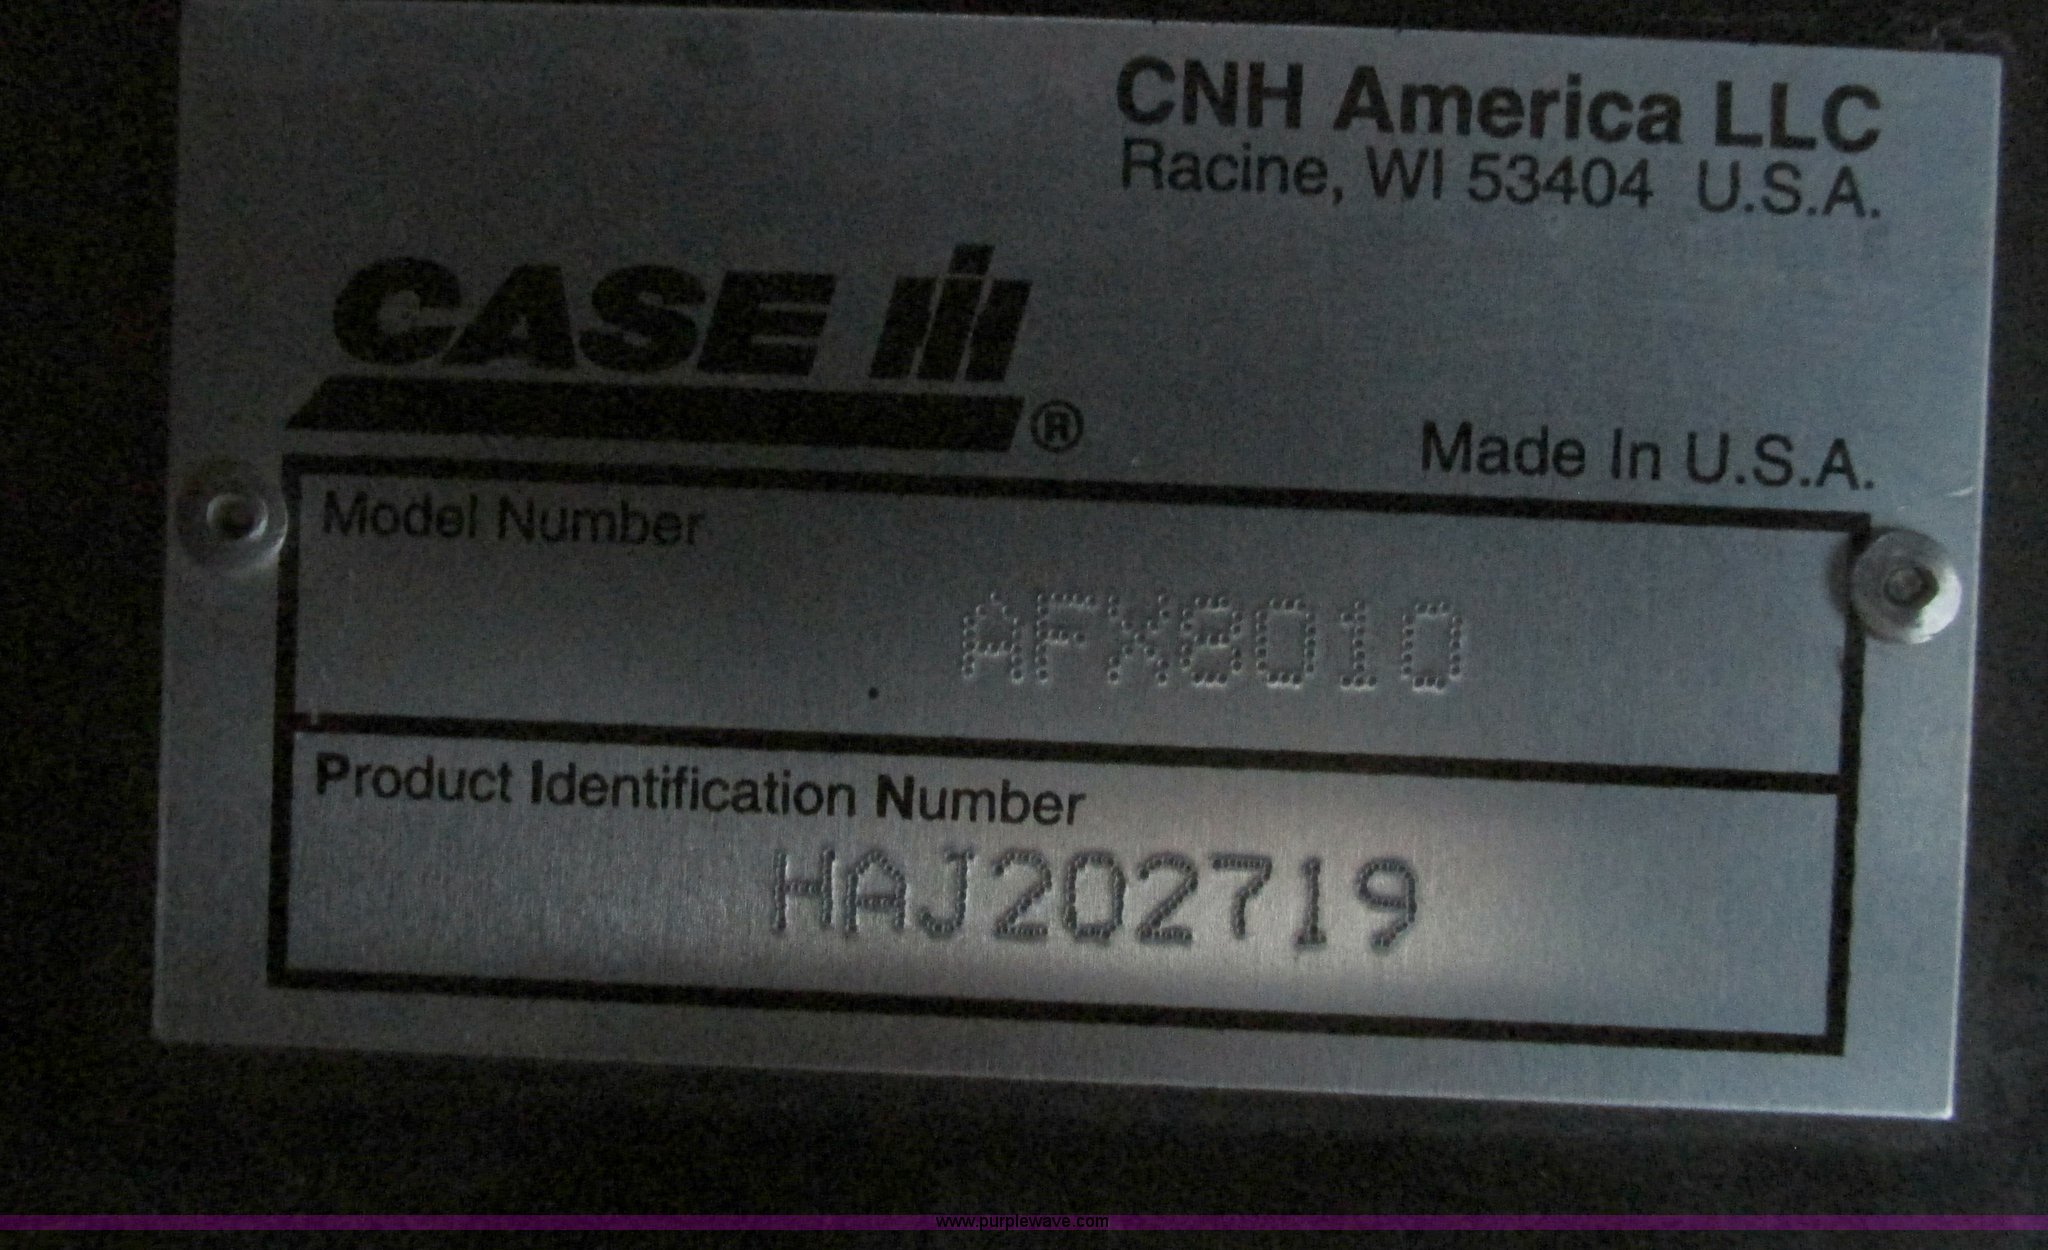 CNH America LLC
Racine, WI 53404 U.S.A.
CASE IH
®
Made In U.S.A.
Model Number
AFX8010
Product Identification Number
HAJ202719
www.purplewave.com